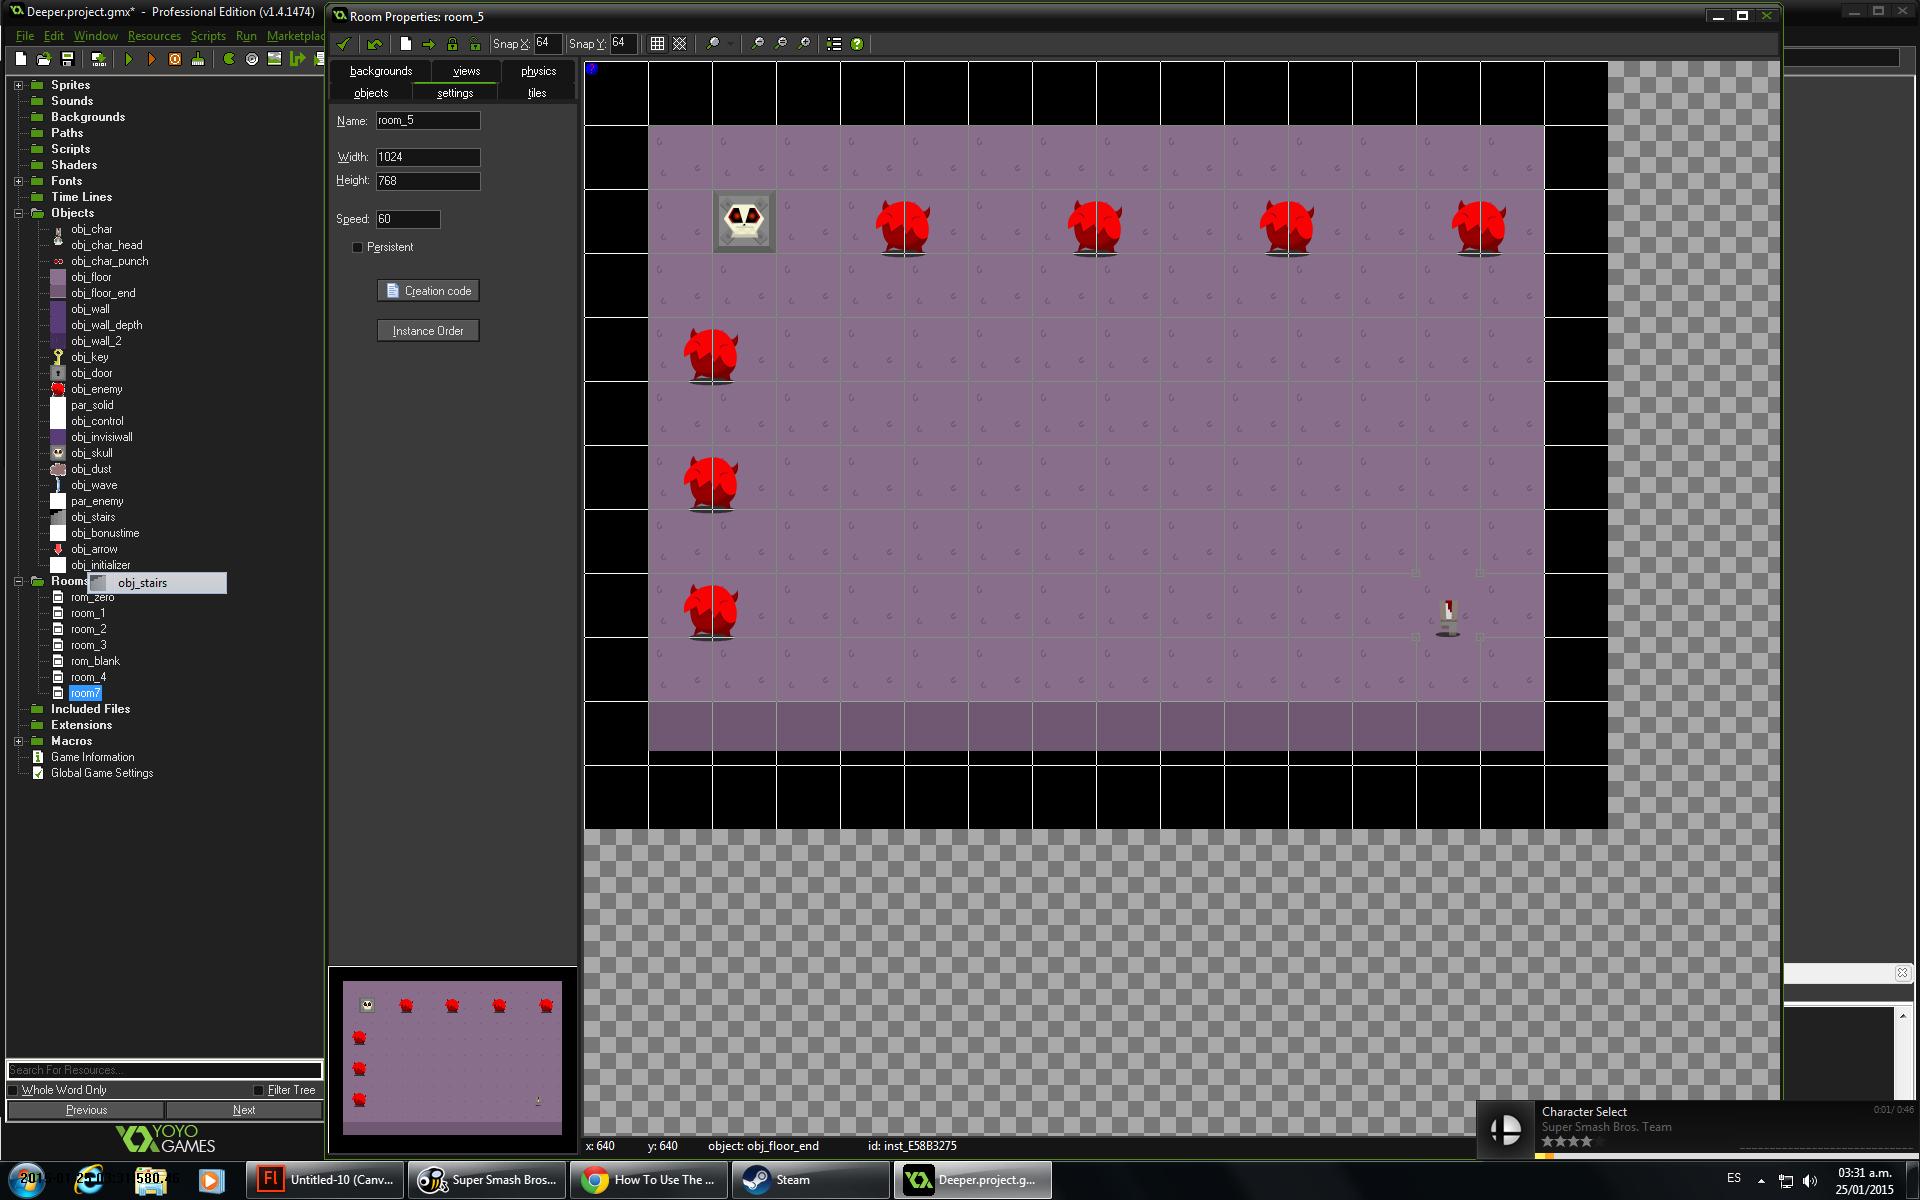 Deeper.project.gmx* - Professional Edition (v1.4.1474)
File Edit Window Resources Scripts Run Marketplac
Sprites
Sounds
Backgrounds
Paths
Scripts
Shaders
Fonts
Time Lines
Objects
obj_char
obj_char_head
obj_char_punch
obj_floor
obj_floor_end
obj_wall
obj_wall_depth
obj_wall_2
obj_key
obj_door
obj_enemy
par_solid
obj_control
obj_invisiwall
obj_skull
obj_dust
obj_wave
par_enemy
obj_stairs
obj_bonustime
obj_arrow
obj_initializer
Rooms
obj_stairs
rom_zero
room_1
room_2
room_3
rom_blank
room_4
room7
Included Files
Extensions
Macros
Game Information
Global Game Settings
Search For Resources...
Whole Word Only Filter Tree
Previous Next
YOYO
GAMES
Room Properties: room_5
Snap X: 64 Snap Y: 64
backgrounds views physics
objects settings tiles
Name: room_5
Width: 1024
Height: 768
Speed: 60
Persistent
Creation code
Instance Order
x: 640 y: 640 object: obj_floor_end id: inst_E58B3275
Character Select 0:01/ 0:46
Super Smash Bros. Team
Untitled-10 (Canv...
Super Smash Bros...
How To Use The ...
Steam
Deeper.project.g...
ES
03:31 a.m.
25/01/2015